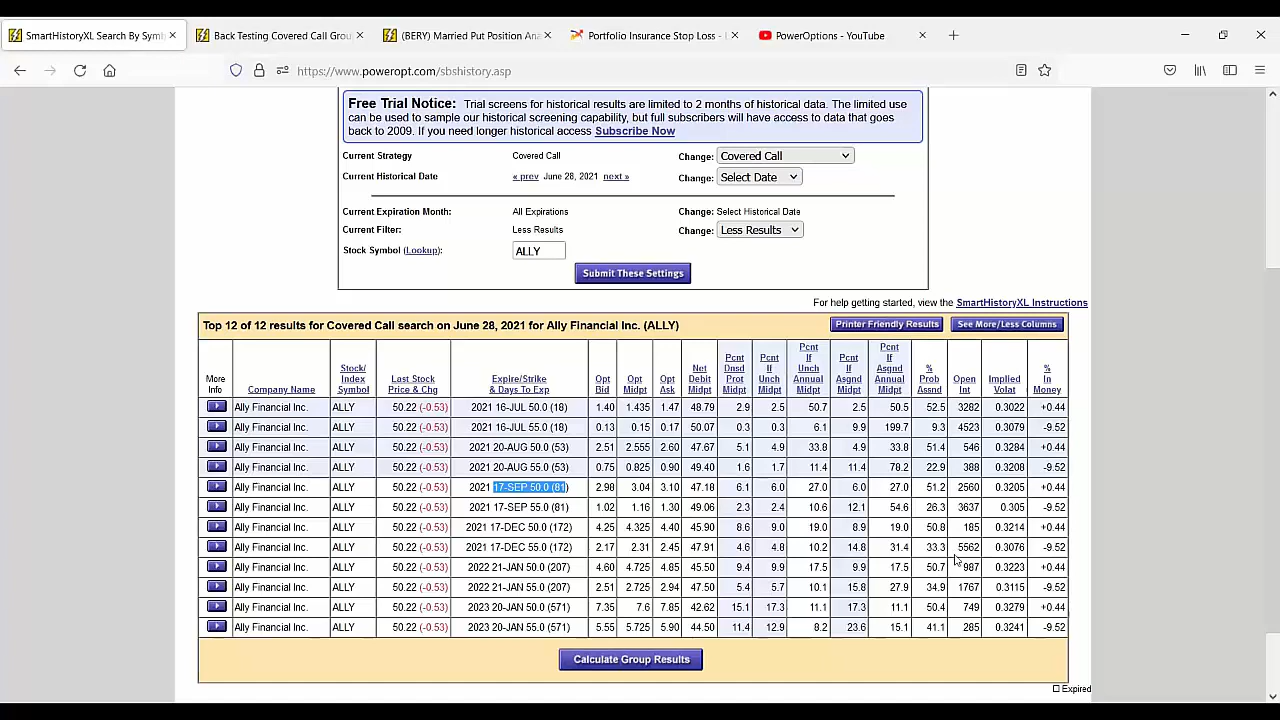 SmartHistoryXL Search By Symb
Back Testing Covered Call Grou
(BERY) Married Put Position Ana
Portfolio Insurance Stop Loss -
PowerOptions - YouTube
https://www.poweropt.com/sbshistory.asp
Free Trial Notice: Trial screens for historical results are limited to 2 months of historical data. The limited use
can be used to sample our historical screening capability, but full subscribers will have access to data that goes
back to 2009. If you need longer historical access Subscribe Now
Current Strategy Covered Call Change: Covered Call
Current Historical Date « prev June 28, 2021 next » Change: Select Date
Current Expiration Month: All Expirations Change: Select Historical Date
Current Filter: Less Results Change: Less Results
Stock Symbol (Lookup): ALLY
Submit These Settings
For help getting started, view the SmartHistoryXL Instructions
Top 12 of 12 results for Covered Call search on June 28, 2021 for Ally Financial Inc. (ALLY) Printer Friendly Results See More/Less Columns
More Info Company Name Stock/ Index Symbol Last Stock Price & Chg Expire/Strike & Days To Exp Opt Bid Opt Midpt Opt Ask Net Debit Midpt Pcnt Dnsd Prot Midpt Pcnt If Unch Midpt Pcnt If Unch Annual Midpt Pcnt If Asgnd Midpt Pcnt If Asgnd Annual Midpt % Prob Assnd Open Int Implied Volat % In Money
Ally Financial Inc. ALLY 50.22 (-0.53) 2021 16-JUL 50.0 (18) 1.40 1.435 1.47 48.79 2.9 2.5 50.7 2.5 50.5 52.5 3282 0.3022 +0.44
Ally Financial Inc. ALLY 50.22 (-0.53) 2021 16-JUL 55.0 (18) 0.13 0.15 0.17 50.07 0.3 0.3 6.1 9.9 199.7 9.3 4523 0.3079 -9.52
Ally Financial Inc. ALLY 50.22 (-0.53) 2021 20-AUG 50.0 (53) 2.51 2.555 2.60 47.67 5.1 4.9 33.8 4.9 33.8 51.4 546 0.3284 +0.44
Ally Financial Inc. ALLY 50.22 (-0.53) 2021 20-AUG 55.0 (53) 0.75 0.825 0.90 49.40 1.6 1.7 11.4 11.4 78.2 22.9 388 0.3208 -9.52
Ally Financial Inc. ALLY 50.22 (-0.53) 2021 17-SEP 50.0 (81) 2.98 3.04 3.10 47.18 6.1 6.0 27.0 6.0 27.0 51.2 2560 0.3205 +0.44
Ally Financial Inc. ALLY 50.22 (-0.53) 2021 17-SEP 55.0 (81) 1.02 1.16 1.30 49.06 2.3 2.4 10.6 12.1 54.6 26.3 3637 0.305 -9.52
Ally Financial Inc. ALLY 50.22 (-0.53) 2021 17-DEC 50.0 (172) 4.25 4.325 4.40 45.90 8.6 9.0 19.0 8.9 19.0 50.8 185 0.3214 +0.44
Ally Financial Inc. ALLY 50.22 (-0.53) 2021 17-DEC 55.0 (172) 2.17 2.31 2.45 47.91 4.6 4.8 10.2 14.8 31.4 33.3 5562 0.3076 -9.52
Ally Financial Inc. ALLY 50.22 (-0.53) 2022 21-JAN 50.0 (207) 4.60 4.725 4.85 45.50 9.4 9.9 17.5 9.9 17.5 50.7 987 0.3223 +0.44
Ally Financial Inc. ALLY 50.22 (-0.53) 2022 21-JAN 55.0 (207) 2.51 2.725 2.94 47.50 5.4 5.7 10.1 15.8 27.9 34.9 1767 0.3115 -9.52
Ally Financial Inc. ALLY 50.22 (-0.53) 2023 20-JAN 50.0 (571) 7.35 7.6 7.85 42.62 15.1 17.3 11.1 17.3 11.1 50.4 749 0.3279 +0.44
Ally Financial Inc. ALLY 50.22 (-0.53) 2023 20-JAN 55.0 (571) 5.55 5.725 5.90 44.50 11.4 12.9 8.2 23.6 15.1 41.1 285 0.3241 -9.52
Calculate Group Results
Expired